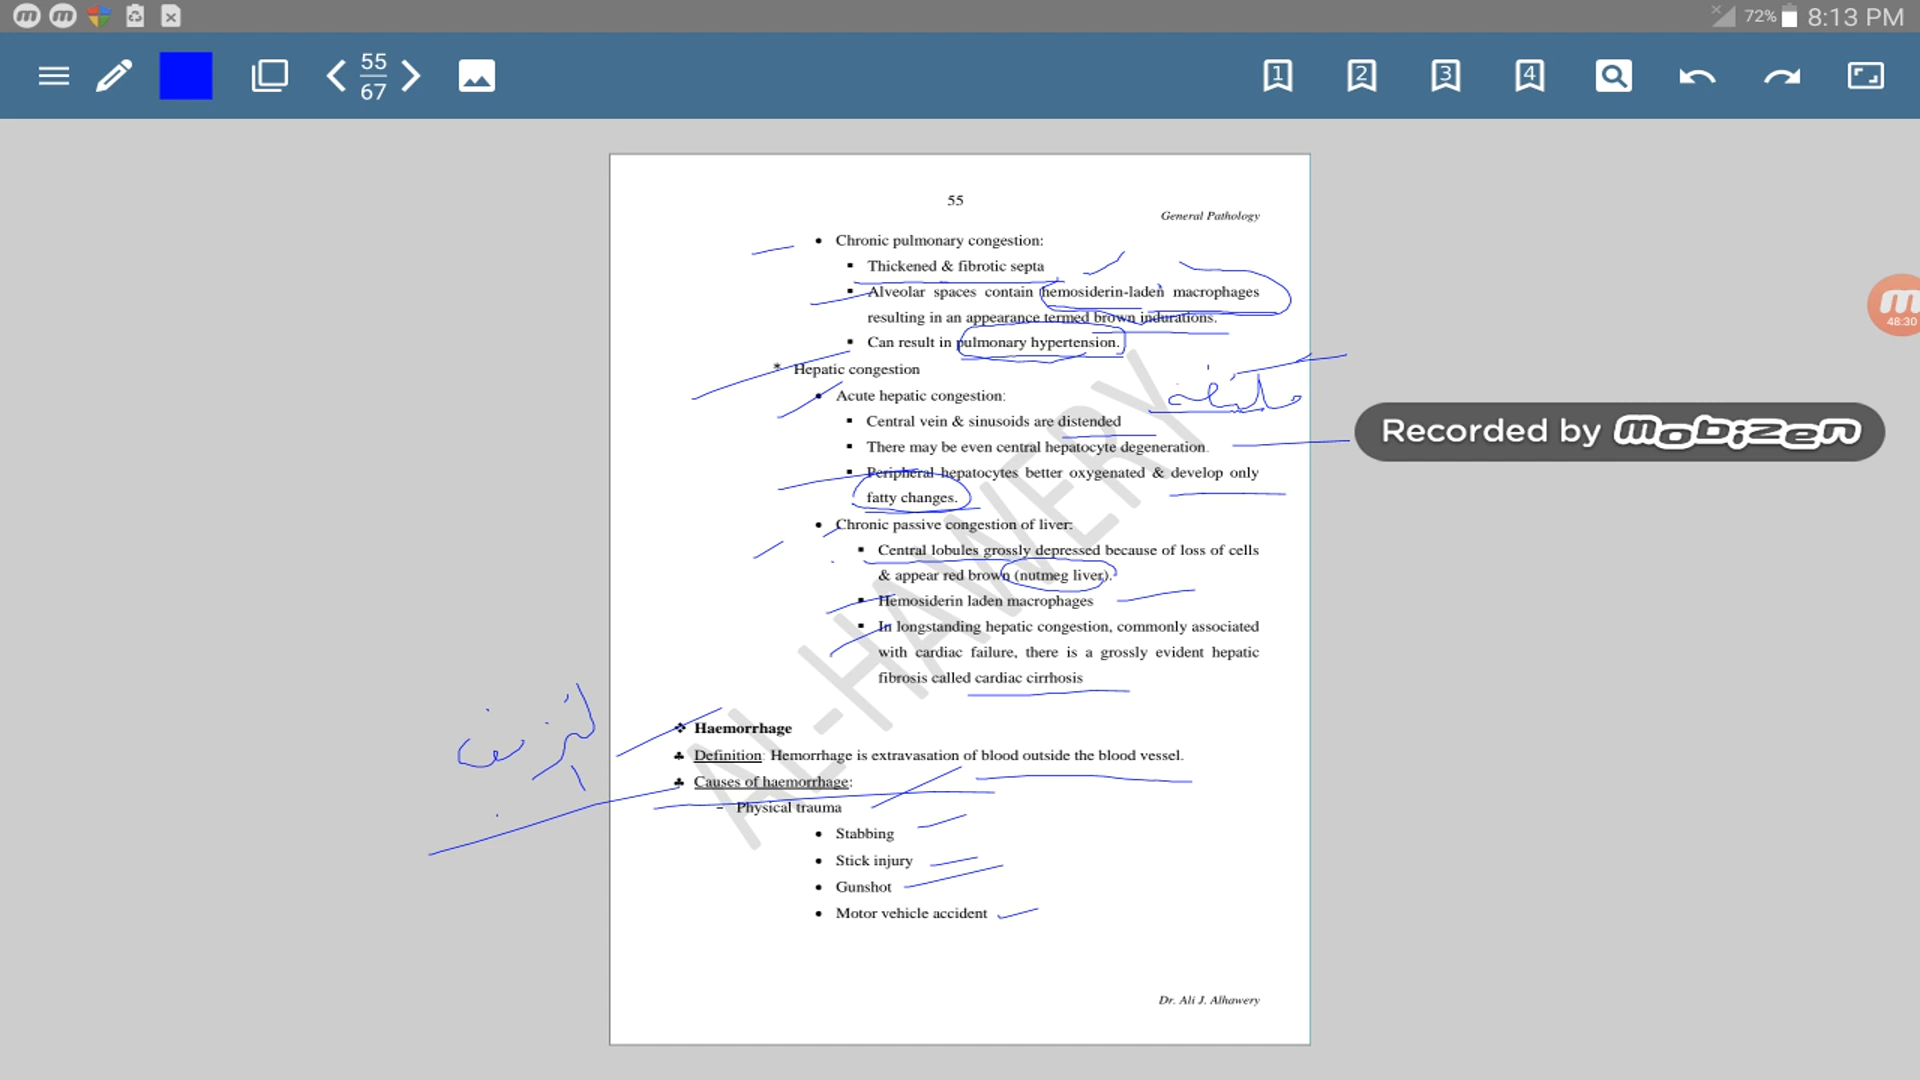 72% 8:13 PM
55
67
1 2 3 4
55
General Pathology
• Chronic pulmonary congestion:
▪ Thickened & fibrotic septa
▪ Alveolar spaces contain hemosiderin-laden macrophages
resulting in an appearance termed brown indurations.
▪ Can result in pulmonary hypertension.
* Hepatic congestion
• Acute hepatic congestion:
▪ Central vein & sinusoids are distended
▪ There may be even central hepatocyte degeneration.
▪ Peripheral hepatocytes better oxygenated & develop only
fatty changes.
• Chronic passive congestion of liver:
▪ Central lobules grossly depressed because of loss of cells
& appear red brown (nutmeg liver).
▪ Hemosiderin laden macrophages
▪ In longstanding hepatic congestion, commonly associated
with cardiac failure, there is a grossly evident hepatic
fibrosis called cardiac cirrhosis
❖ Haemorrhage
♣ Definition: Hemorrhage is extravasation of blood outside the blood vessel.
♣ Causes of haemorrhage:
- Physical trauma
• Stabbing
• Stick injury
• Gunshot
• Motor vehicle accident
Dr. Ali J. Alhawery
AL-HAWERY
النزيف
48:30
Recorded by mobizen